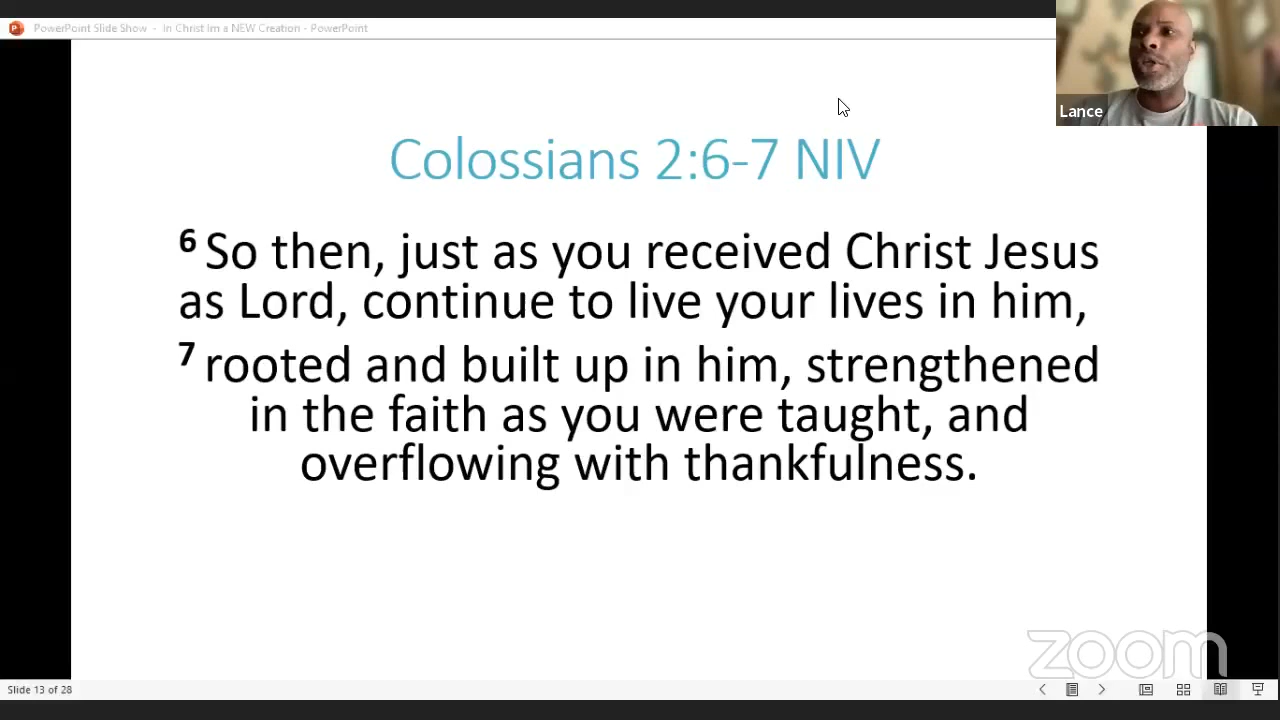 PowerPoint Slide Show - In Christ Im a NEW Creation - PowerPoint
Lance
Colossians 2:6-7 NIV
6 So then, just as you received Christ Jesus
as Lord, continue to live your lives in him,
7 rooted and built up in him, strengthened
in the faith as you were taught, and
overflowing with thankfulness.
zoom
Slide 13 of 28